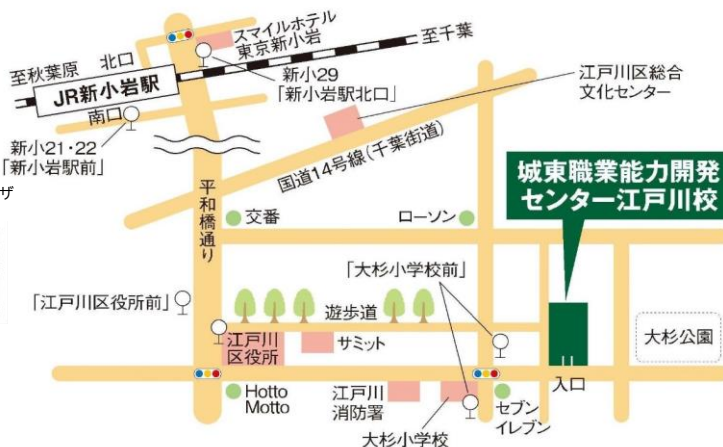 スマイルホテル
東京新小岩
至千葉
北口
至秋葉原
JR新小岩駅
南口
新小29
「新小岩駅北口」
江戸川区総合
文化センター
新小21・22
「新小岩駅前」
ザ
国道14号線(千葉街道)
城東職業能力開発
センター江戸川校
平和橋通り
交番
ローソン
「大杉小学校前」
「江戸川区役所前」
遊歩道
江戸川
区役所
サミット
大杉公園
入口
Hotto
Motto
江戸川
消防署
セブン
イレブン
大杉小学校